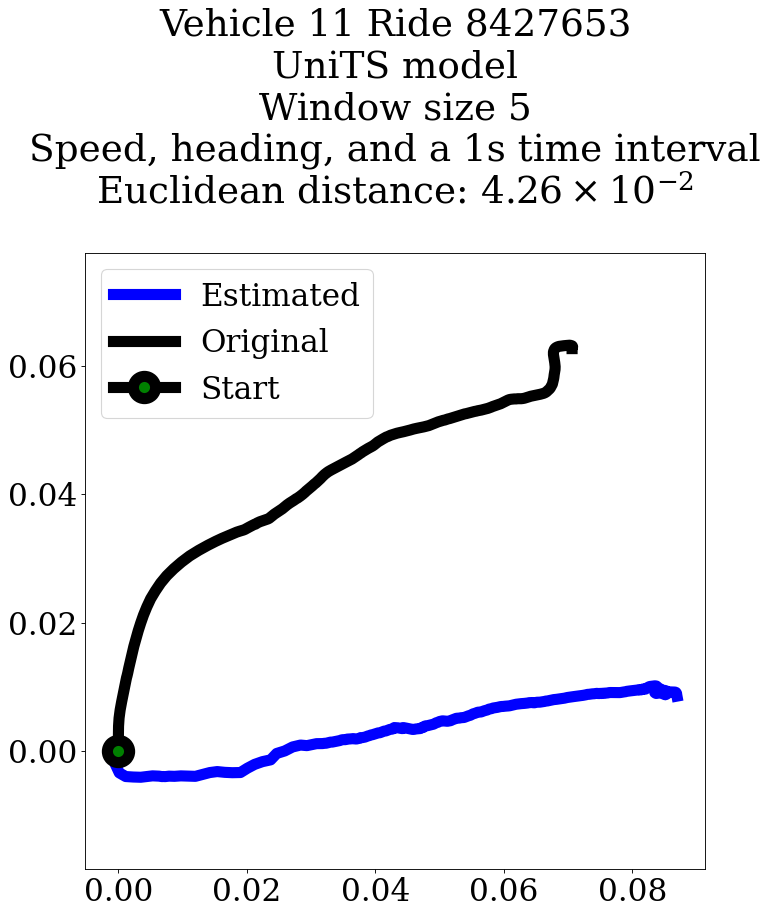 Vehicle 11 Ride 8427653
UniTS model
Window size 5
Speed, heading, and a 1s time interval
Euclidean distance: 4.26 × 10⁻²
Estimated
Original
Start
0.06
0.04
0.02
0.00
0.00 0.02 0.04 0.06 0.08